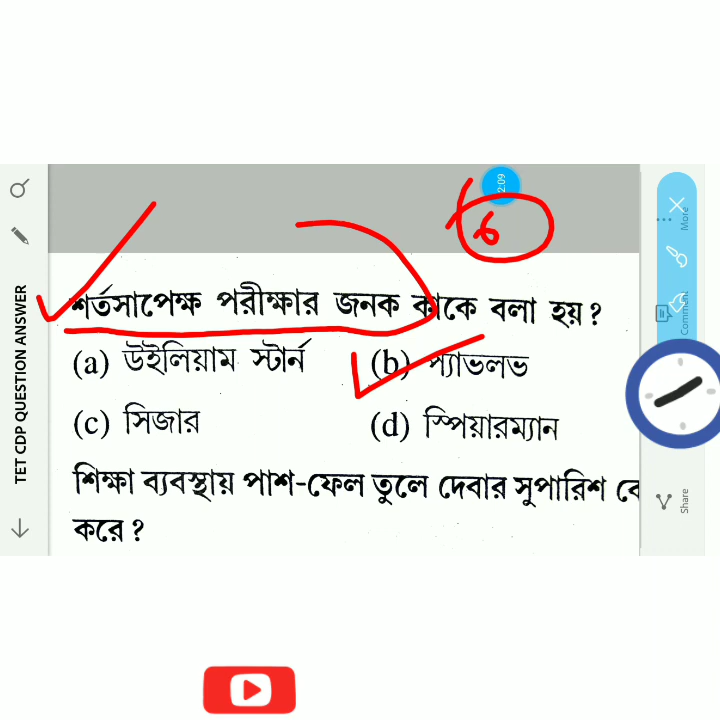 2:09
৬
শর্তসাপেক্ষ পরীক্ষার জনক কাকে বলা হয় ?
(a) উইলিয়াম স্টার্ন (b) প্যাভলভ
(c) সিজার (d) স্পিয়ারম্যান
শিক্ষা ব্যবস্থায় পাশ-ফেল তুলে দেবার সুপারিশ
করে ?
TET CDP QUESTION ANSWER
More
Comment
Share